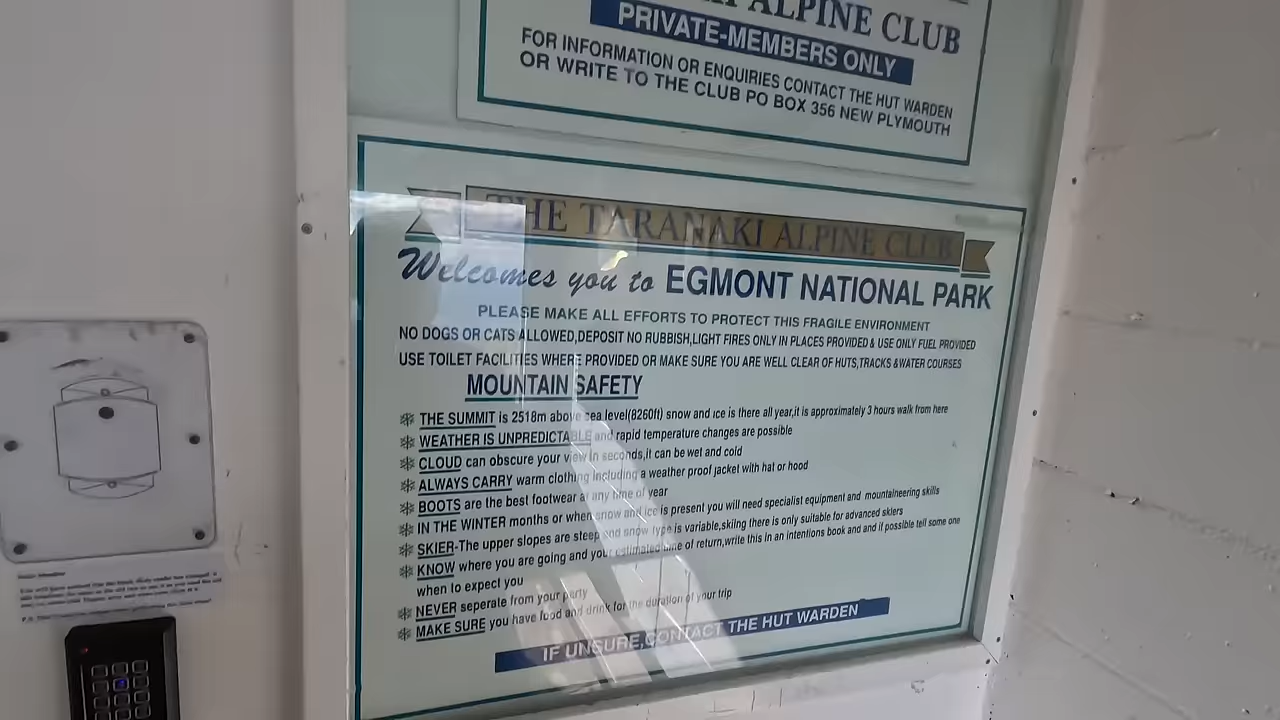 ALPINE CLUB
PRIVATE-MEMBERS ONLY
FOR INFORMATION OR ENQUIRIES CONTACT THE HUT WARDEN
OR WRITE TO THE CLUB PO BOX 356 NEW PLYMOUTH
THE TARANAKI ALPINE CLUB
Welcomes you to EGMONT NATIONAL PARK
PLEASE MAKE ALL EFFORTS TO PROTECT THIS FRAGILE ENVIRONMENT
NO DOGS OR CATS ALLOWED,DEPOSIT NO RUBBISH,LIGHT FIRES ONLY IN PLACES PROVIDED & USE ONLY FUEL PROVIDED
USE TOILET FACILITIES WHERE PROVIDED OR MAKE SURE YOU ARE WELL CLEAR OF HUTS,TRACKS &WATER COURSES
MOUNTAIN SAFETY
THE SUMMIT is 2518m above sea level(8260ft) snow and ice is there all year,it is approximately 3 hours walk from here
WEATHER IS UNPREDICTABLE and rapid temperature changes are possible
CLOUD can obscure your view in seconds,it can be wet and cold
ALWAYS CARRY warm clothing including a weather proof jacket with hat or hood
BOOTS are the best footwear at any time of year
IN THE WINTER months or when snow and ice is present you will need specialist equipment and mountaineering skills
SKIER-The upper slopes are steep and snow type is variable,skiing there is only suitable for advanced skiers
KNOW where you are going and your estimated time of return,write this in an intentions book and and if possible tell some one
when to expect you
NEVER seperate from your party
MAKE SURE you have food and drink for the duration of your trip
IF UNSURE,CONTACT THE HUT WARDEN